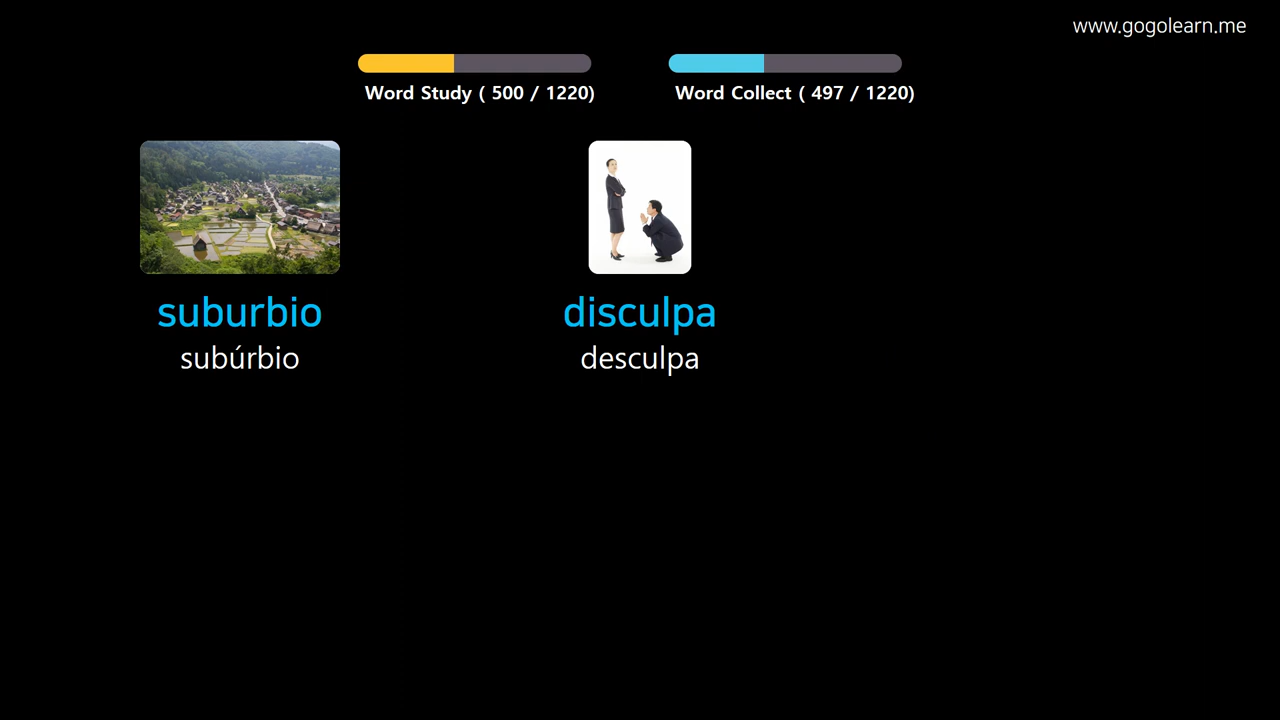 www.gogolearn.me
Word Study ( 500 / 1220)
Word Collect ( 497 / 1220)
suburbio
subúrbio
disculpa
desculpa